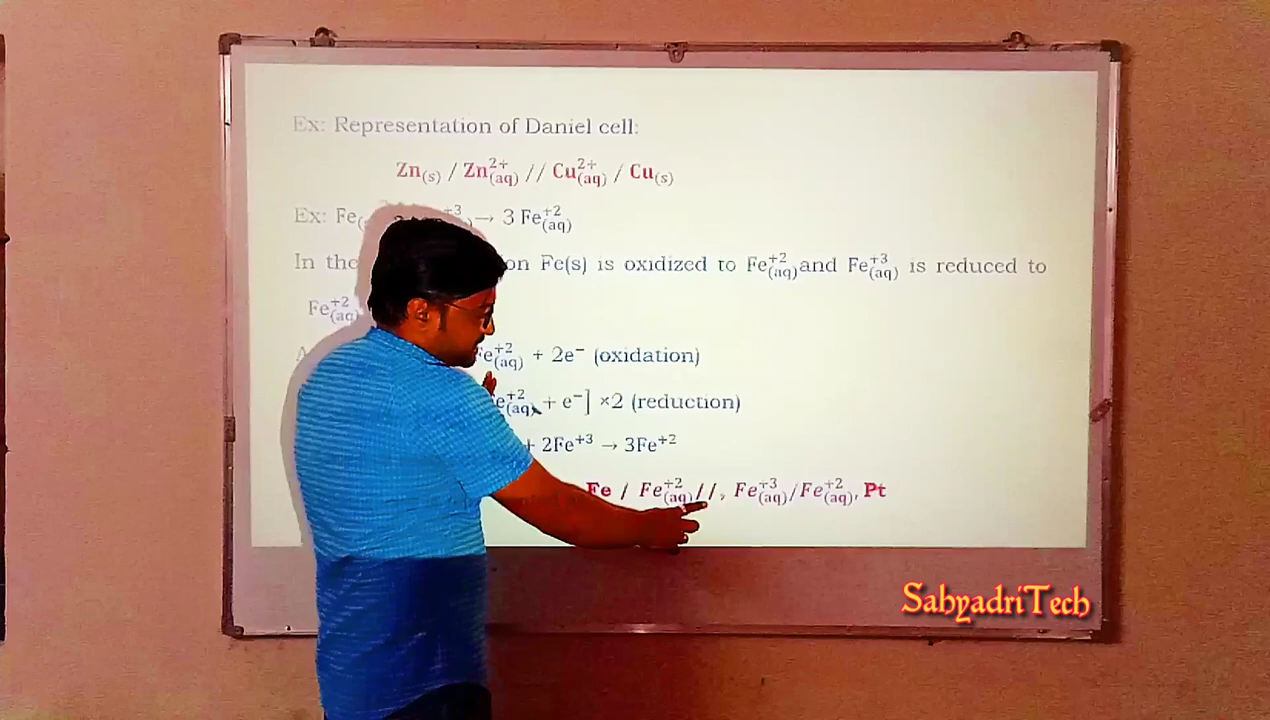 Ex: Representation of Daniel cell:
Zn(s) / Zn²⁺(aq) // Cu²⁺(aq) / Cu(s)
Ex: Fe( ⁺³ → 3 Fe⁺²(aq)
In the on Fe(s) is oxidized to Fe⁺²(aq) and Fe⁺³(aq) is reduced to
Fe⁺²(aq)
Fe⁺²(aq) + 2e⁻ (oxidation)
e⁺²(aq) + e⁻] ×2 (reduction)
+ 2Fe⁺³ → 3Fe⁺²
Fe / Fe⁺²(aq) //, Fe⁺³(aq)/Fe⁺²(aq), Pt
SahyadriTech